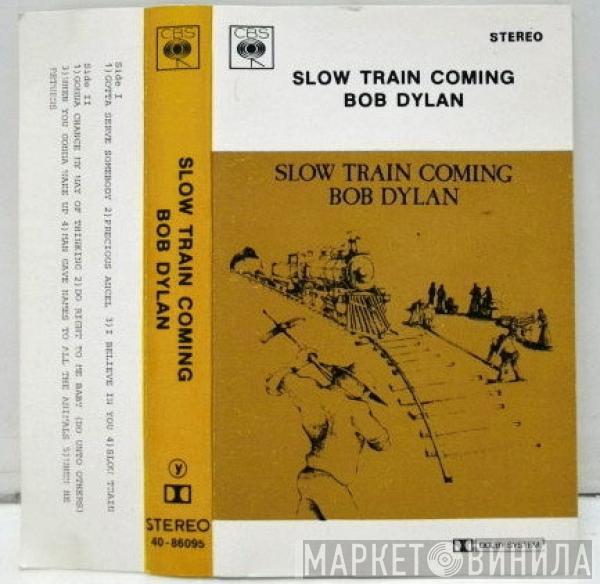 Side I
1)GOTTA SERVE SOMEBODY 2)PRECIOUS ANGEL 3)I BELIEVE IN YOU 4)SLOW TRAIN
Side II
1)GONNA CHANGE MY WAY OF THINKING 2)DO RIGHT TO ME BABY (DO UNTO OTHERS)
3)WHEN YOU GONNA WAKE UP 4)MAN GAVE NAMES TO ALL THE ANIMALS 5)WHEN HE
RETURNS
CBS
SLOW TRAIN COMING
BOB DYLAN
Y
STEREO
40-86095
CBS
STEREO
SLOW TRAIN COMING
BOB DYLAN
SLOW TRAIN COMING
BOB DYLAN
DOLBY SYSTEM
МАРКЕТ ВИНИЛА